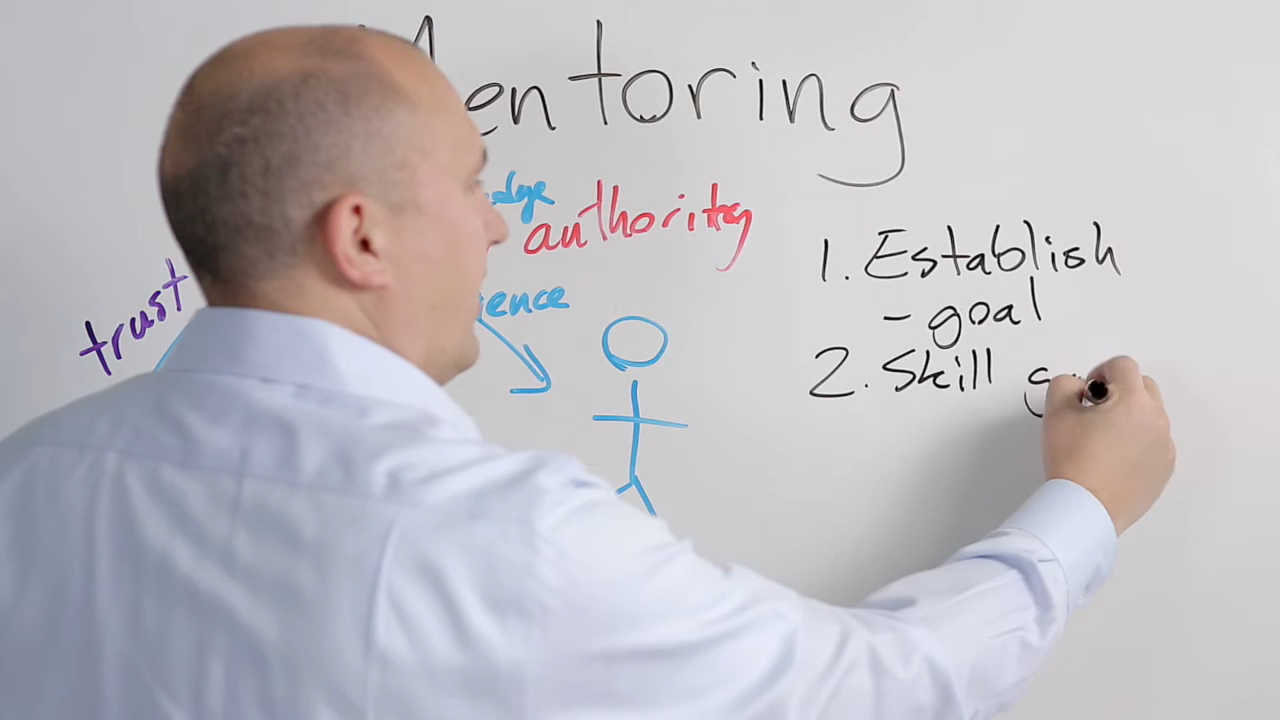 Mentoring
authority
trust
1. Establish
- goal
2. Skill